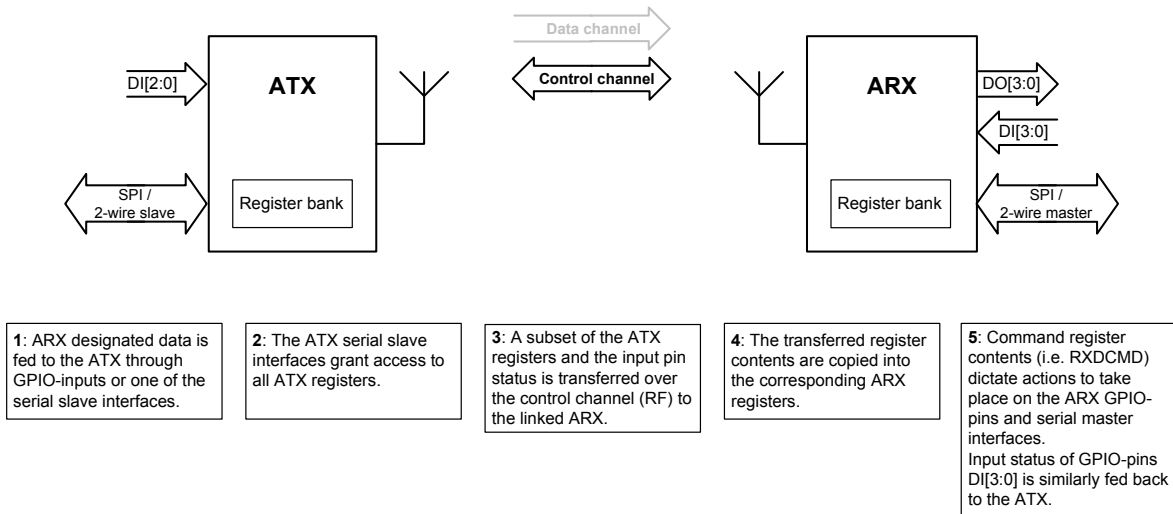 Data channel
Control channel
DI[2:0]
ATX
SPI /
2-wire slave
Register bank
ARX
DO[3:0]
DI[3:0]
Register bank
SPI /
2-wire master
1: ARX designated data is
fed to the ATX through
GPIO-inputs or one of the
serial slave interfaces.
2: The ATX serial slave
interfaces grant access to
all ATX registers.
3: A subset of the ATX
registers and the input pin
status is transferred over
the control channel (RF) to
the linked ARX.
4: The transferred register
contents are copied into
the corresponding ARX
registers.
5: Command register
contents (i.e. RXDCMD)
dictate actions to take
place on the ARX GPIO-
pins and serial master
interfaces.
Input status of GPIO-pins
DI[3:0] is similarly fed back
to the ATX.